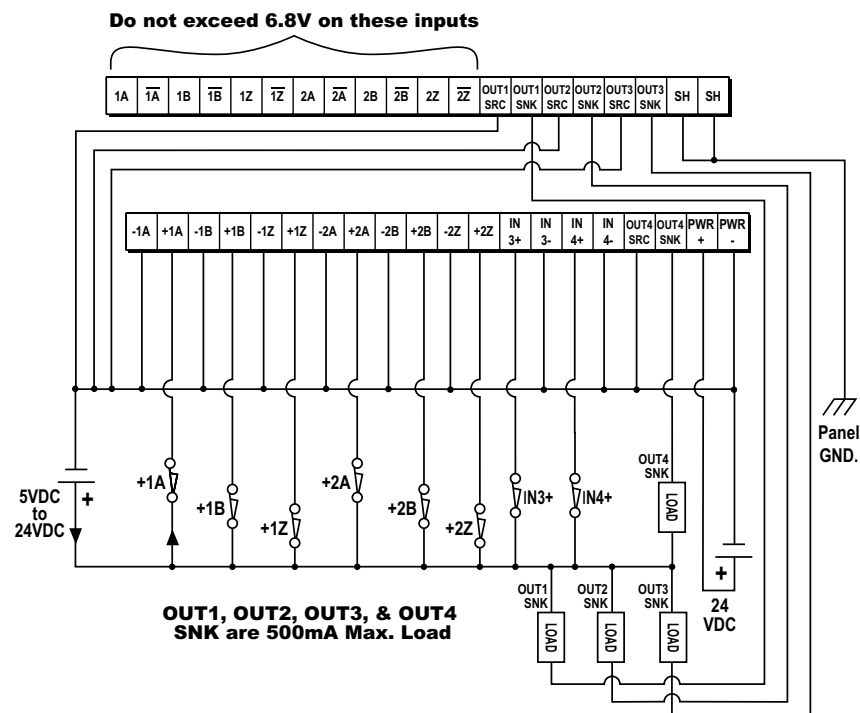 Do not exceed 6.8V on these inputs
1A 1A 1B 1B 1Z 1Z 2A 2A 2B 2B 2Z 2Z OUT1 SRC OUT1 SNK OUT2 SRC OUT2 SNK OUT3 SRC OUT3 SNK SH SH
-1A +1A -1B +1B -1Z +1Z -2A +2A -2B +2B -2Z +2Z IN 3+ IN 3- IN 4+ IN 4- OUT4 SRC OUT4 SNK PWR + PWR -
Panel
GND.
5VDC
to
24VDC
+
+1A
+1B
+1Z
+2A
+2B
+2Z
IN3+
IN4+
OUT4
SNK
LOAD
+
24
VDC
OUT1
SNK
LOAD
OUT2
SNK
LOAD
OUT3
SNK
LOAD
OUT1, OUT2, OUT3, & OUT4
SNK are 500mA Max. Load